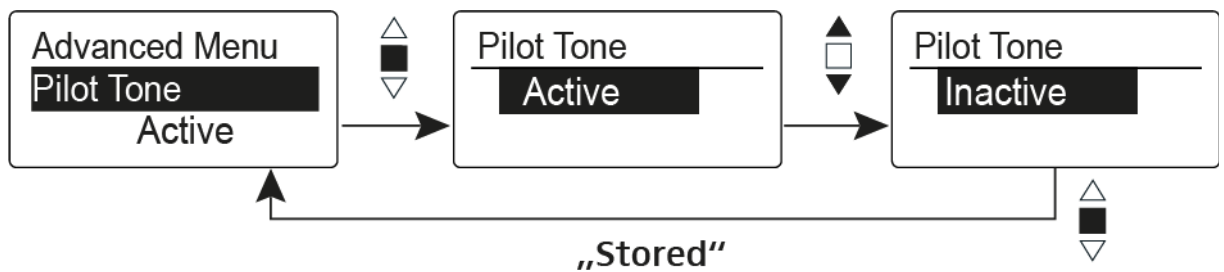 Advanced Menu
Pilot Tone
Active
Pilot Tone
Active
Pilot Tone
Inactive
„Stored“